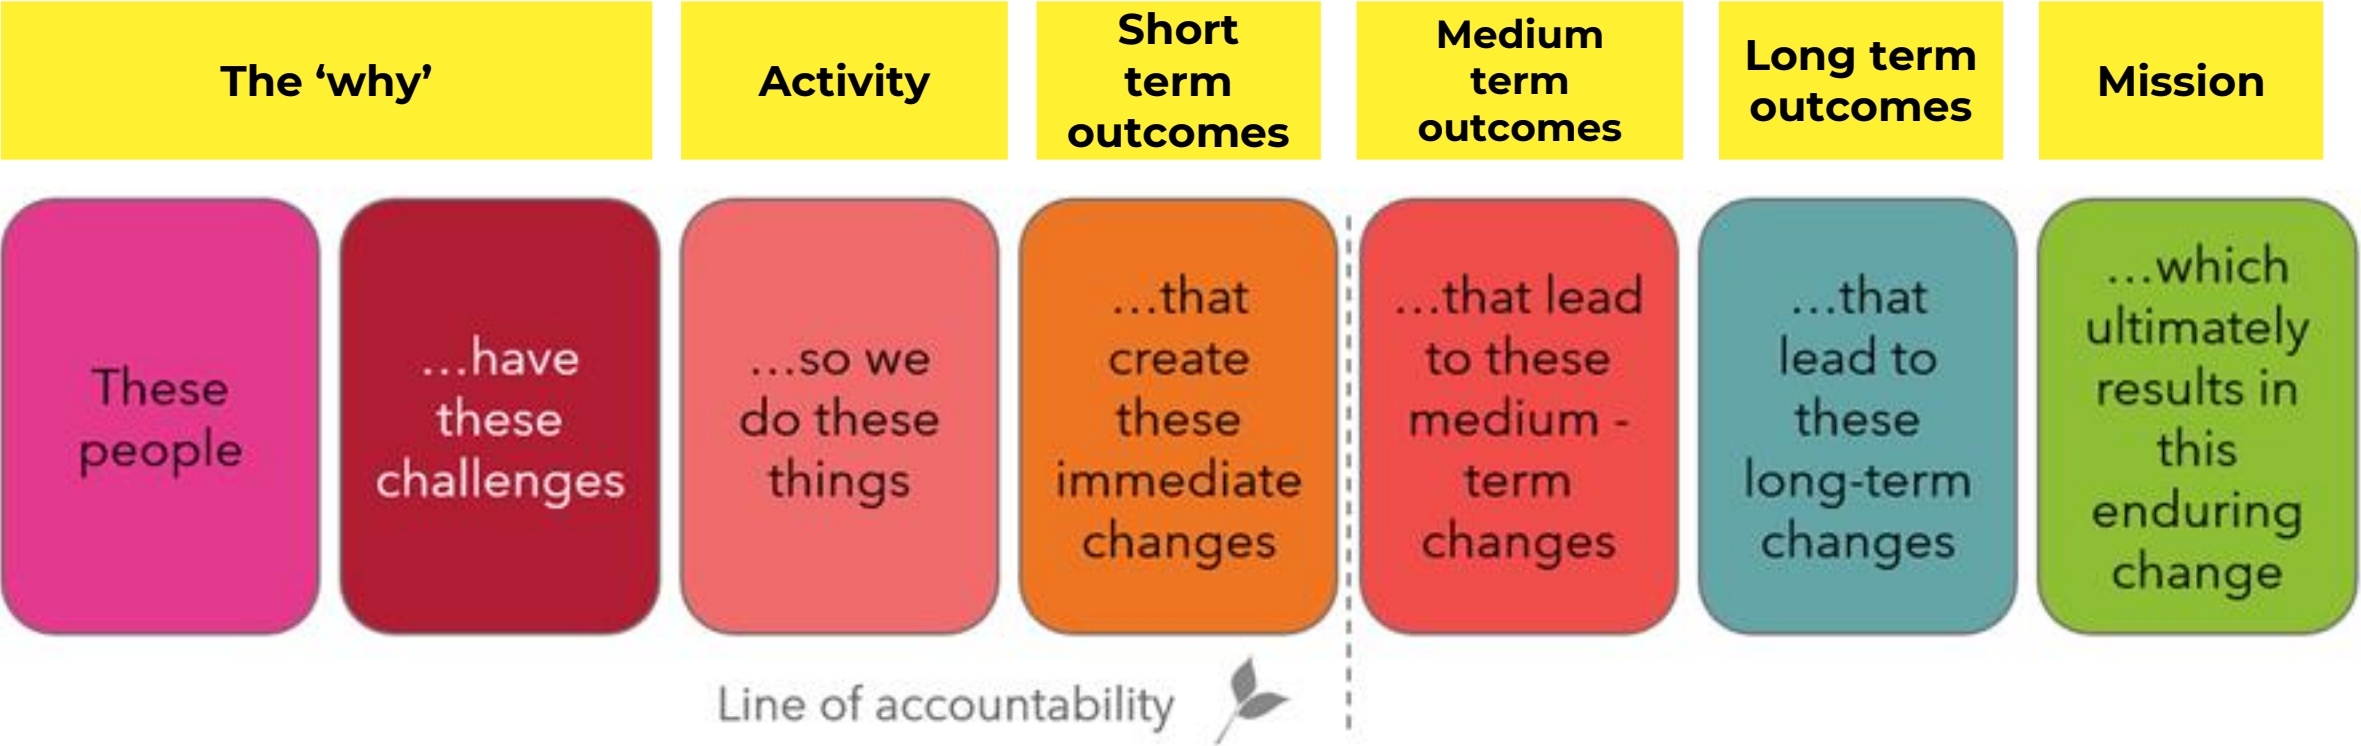 The ‘why’
Activity
Short
term
outcomes
Medium
term
outcomes
Long term
outcomes
Mission
These
people
...have
these
challenges
...so we
do these
things
...that
create
these
immediate
changes
...that lead
to these
medium -
term
changes
...that
lead to
these
long-term
changes
...which
ultimately
results in
this
enduring
change
Line of accountability